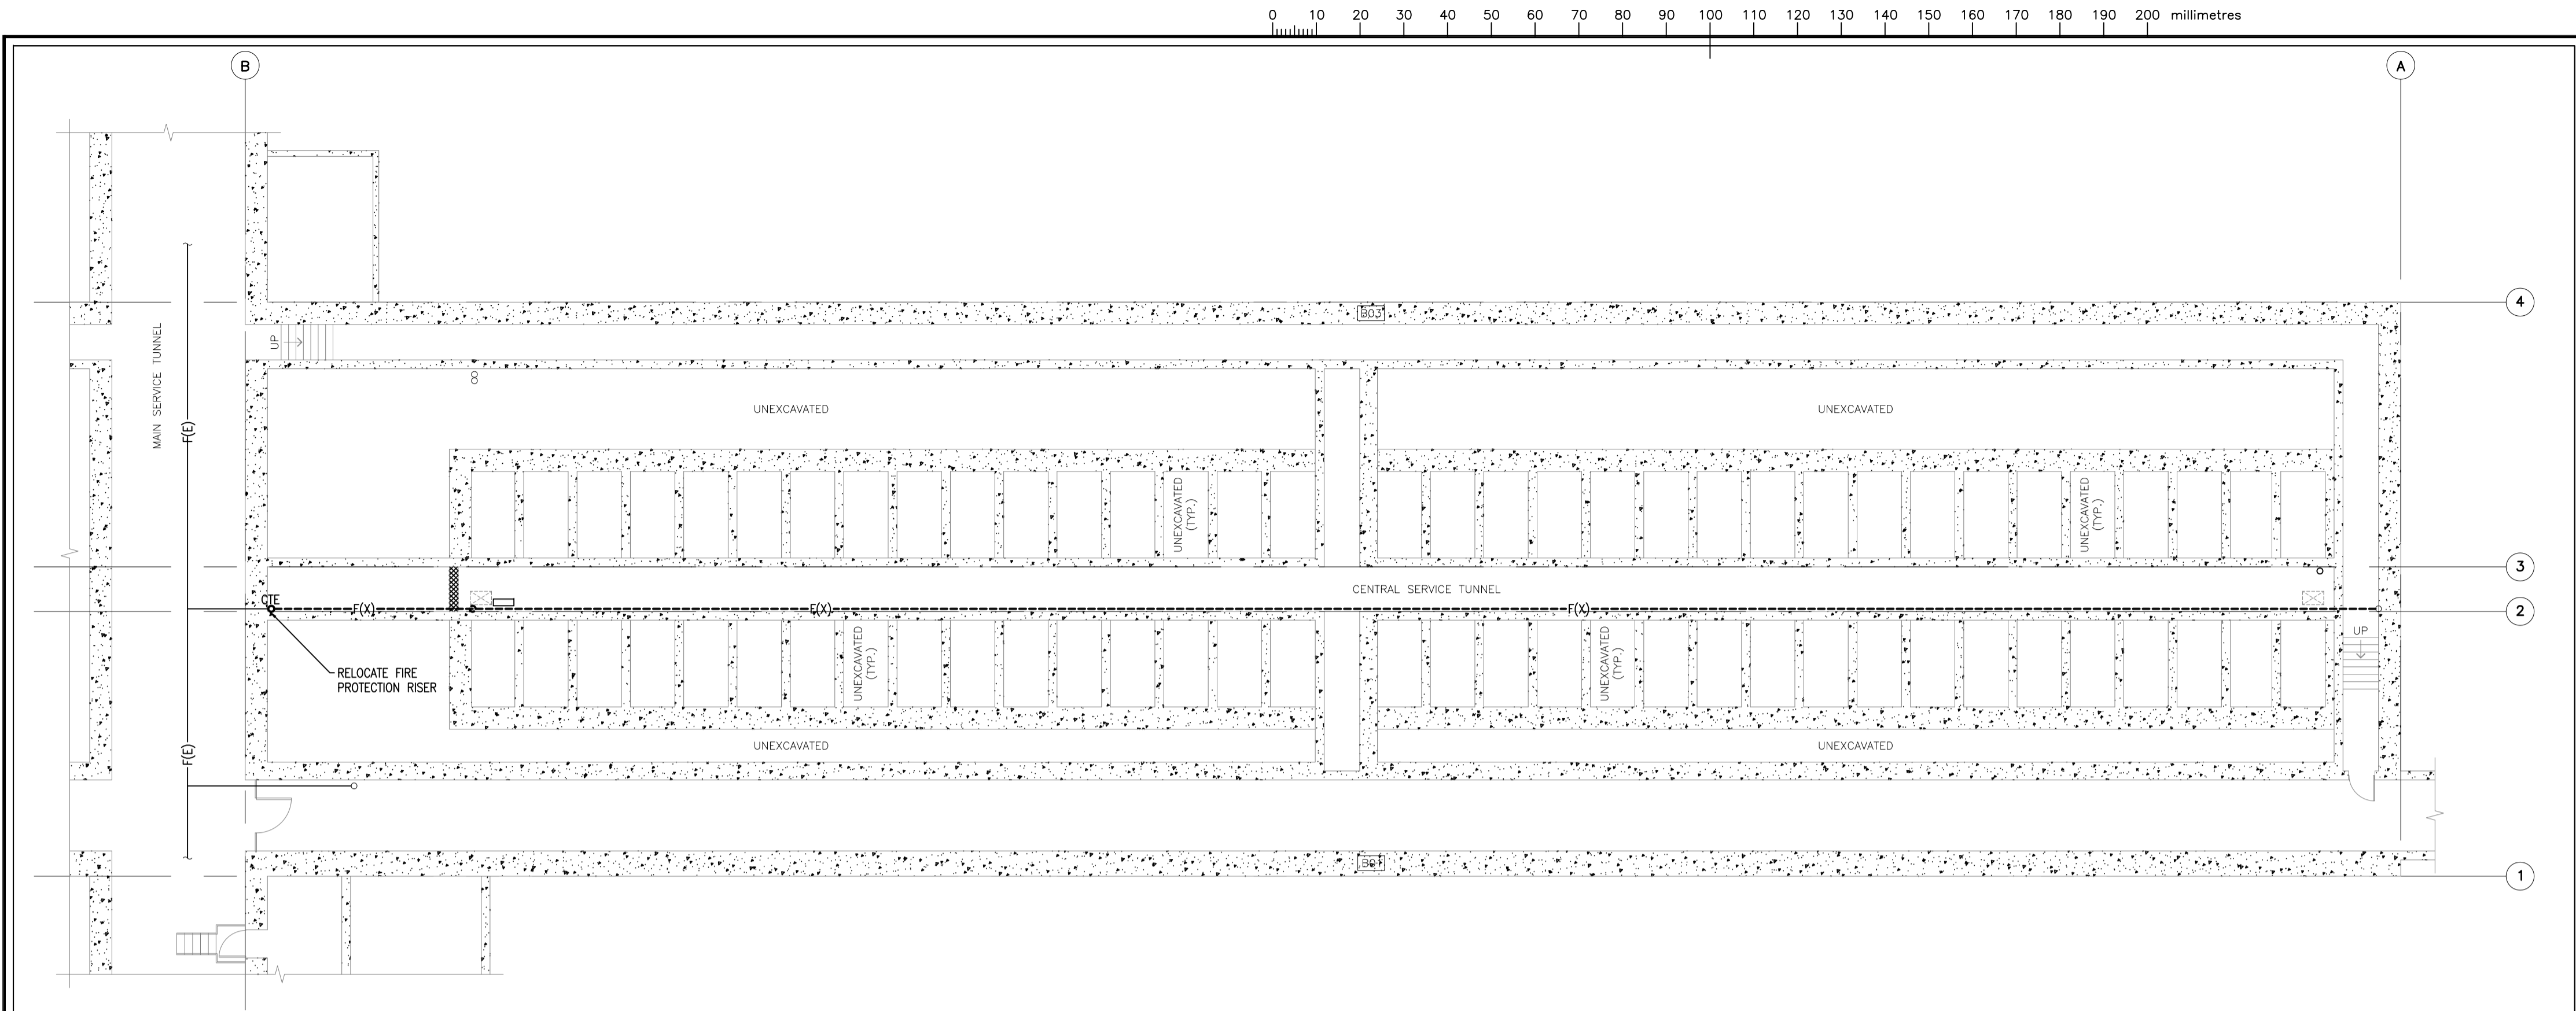 0 10 20 30 40 50 60 70 80 90 100 110 120 130 140 150 160 170 180 190 200 millimetres
B
A
4
B03
UP
MAIN SERVICE TUNNEL
F(E)
UNEXCAVATED
UNEXCAVATED
UNEXCAVATED
(TYP.)
UNEXCAVATED
(TYP.)
3
CENTRAL SERVICE TUNNEL
CTE
F(X)
F(X)
F(X)
2
UP
RELOCATE FIRE
PROTECTION RISER
UNEXCAVATED
(TYP.)
UNEXCAVATED
(TYP.)
F(E)
UNEXCAVATED
UNEXCAVATED
1